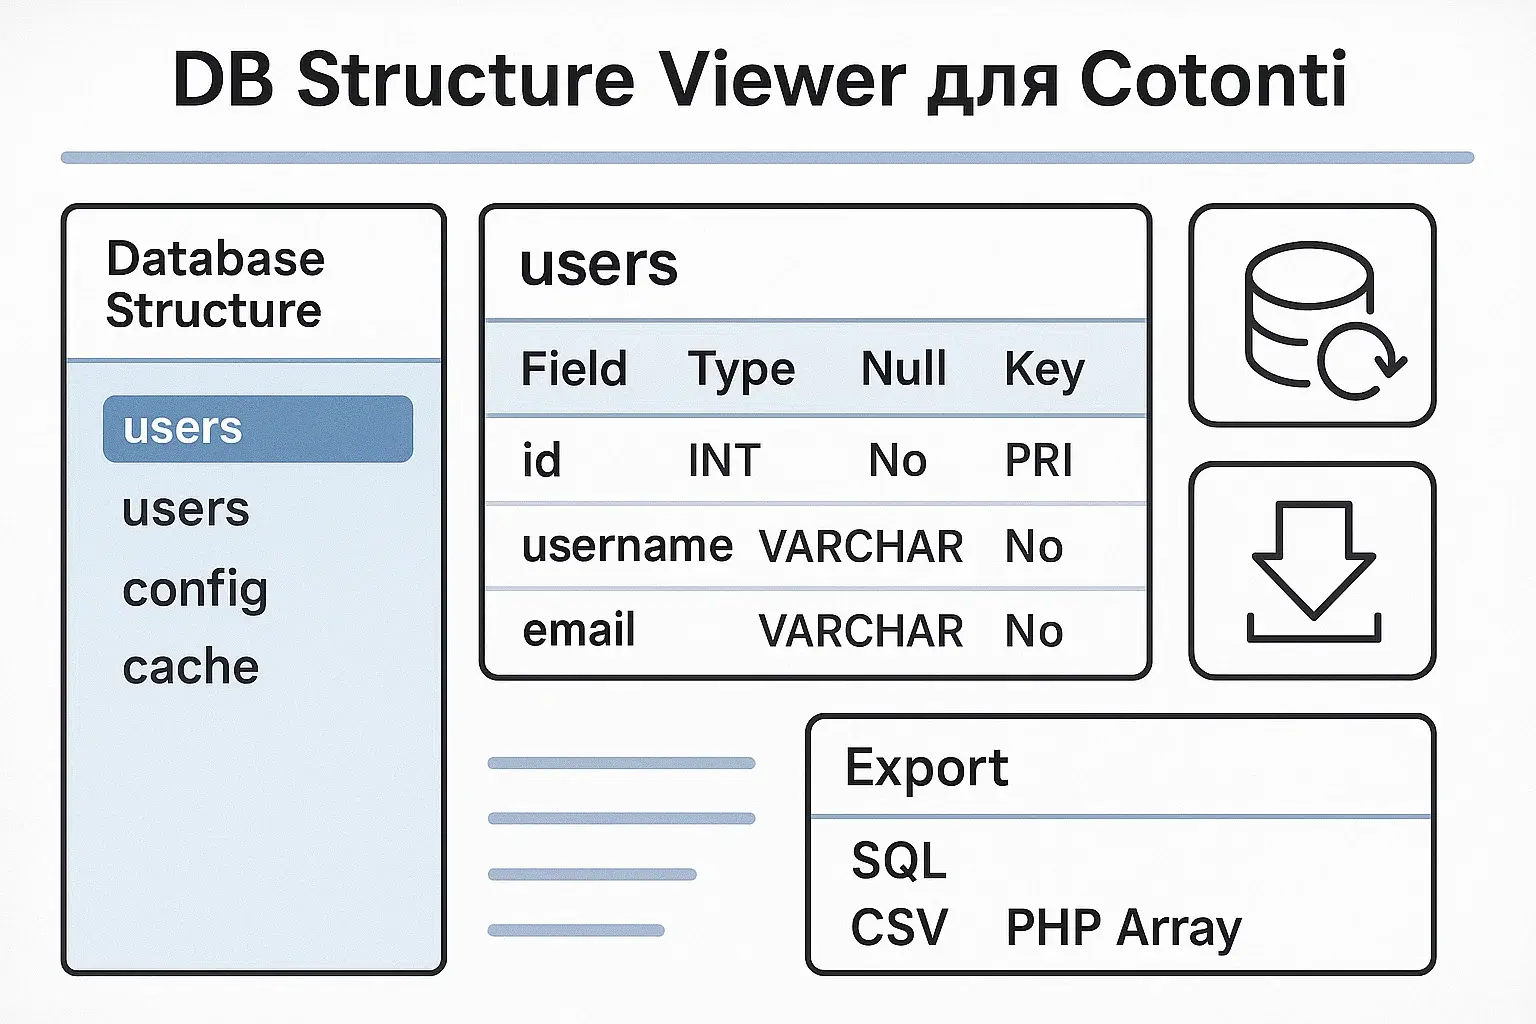 DB Structure Viewer для Cotonti
Database
Structure
users
users
config
cache
users
Field Type Null Key
id INT No PRI
username VARCHAR No
email VARCHAR No
Export
SQL
CSV PHP Array